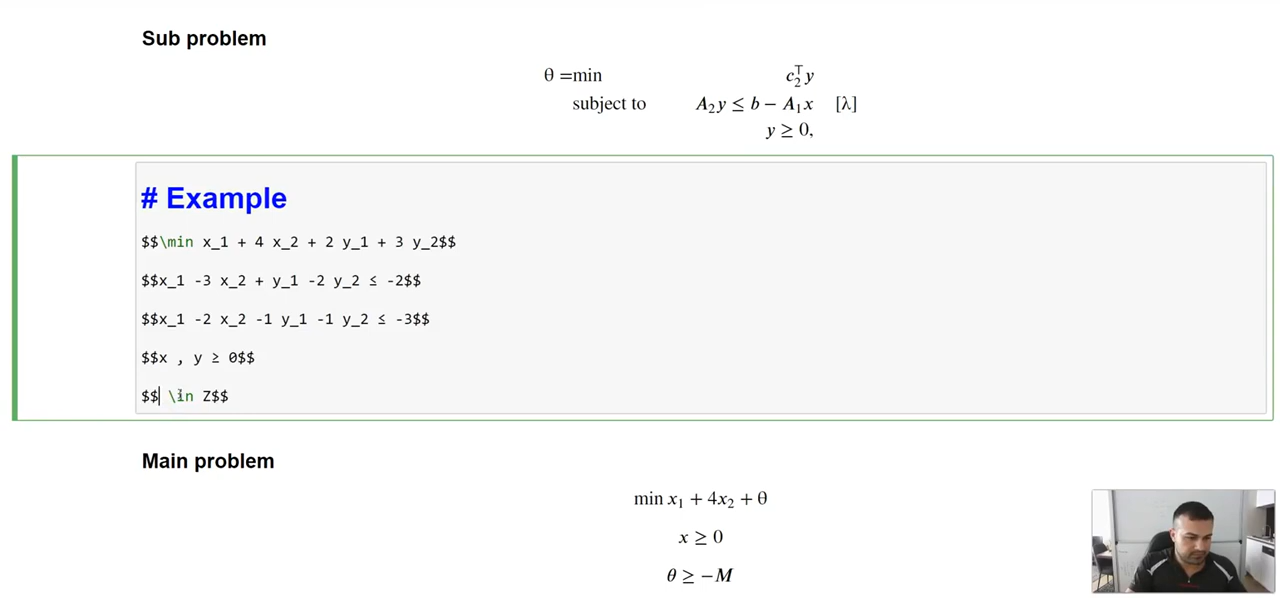 Sub problem
θ =min c₂ᵀy
subject to A₂y ≤ b − A₁x [λ]
y ≥ 0,
# Example
$$\min x_1 + 4 x_2 + 2 y_1 + 3 y_2$$
$$x_1 -3 x_2 + y_1 -2 y_2 ≤ -2$$
$$x_1 -2 x_2 -1 y_1 -1 y_2 ≤ -3$$
$$x , y ≥ 0$$
$$ \in Z$$
Main problem
min x₁ + 4x₂ + θ
x ≥ 0
θ ≥ −M